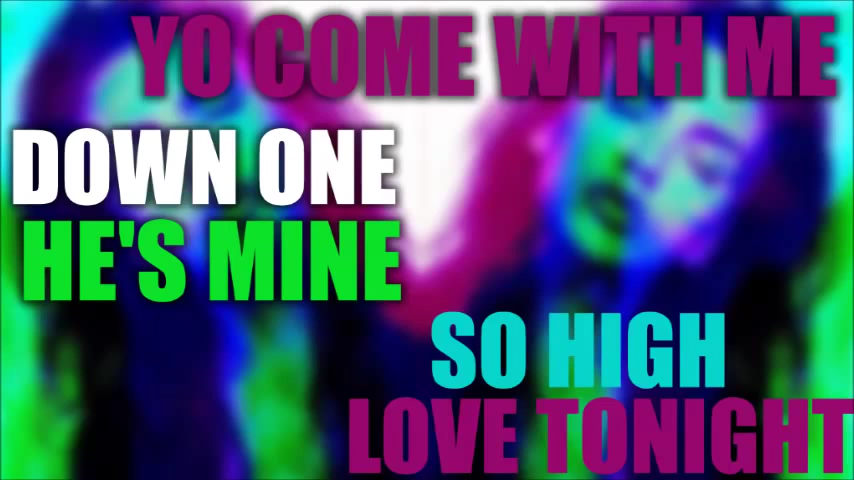 YO COME WITH ME
DOWN ONE
HE'S MINE
SO HIGH
LOVE TONIGHT